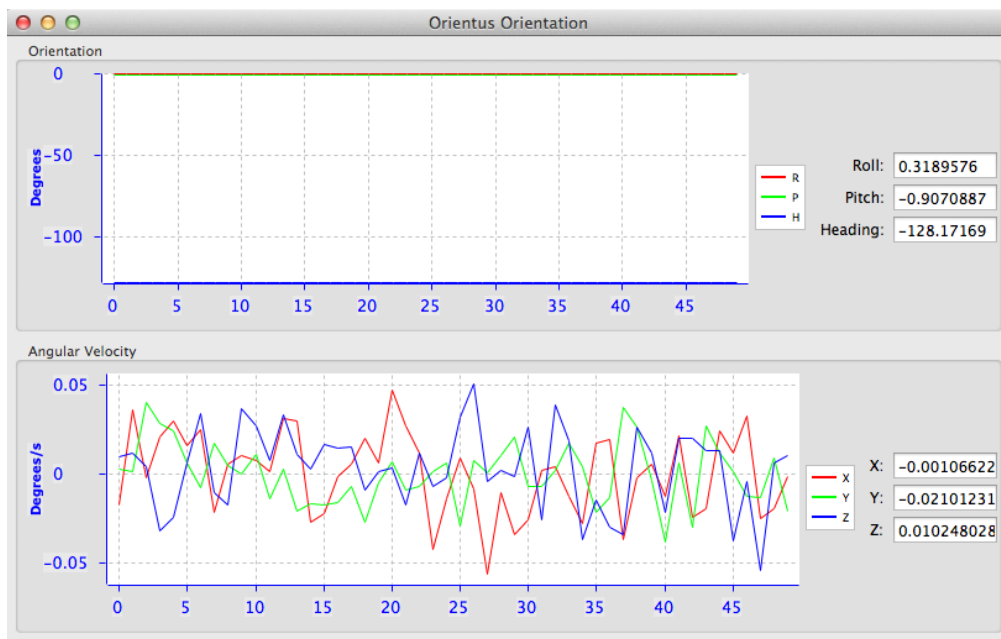 Orientus Orientation
Orientation
0
-50
-100
Degrees
0 5 10 15 20 25 30 35 40 45
R
P
H
Roll: 0.3189576
Pitch: -0.9070887
Heading: -128.17169
Angular Velocity
0.05
0
-0.05
Degrees/s
0 5 10 15 20 25 30 35 40 45
X
Y
Z
X: -0.00106622
Y: -0.02101231
Z: 0.010248028